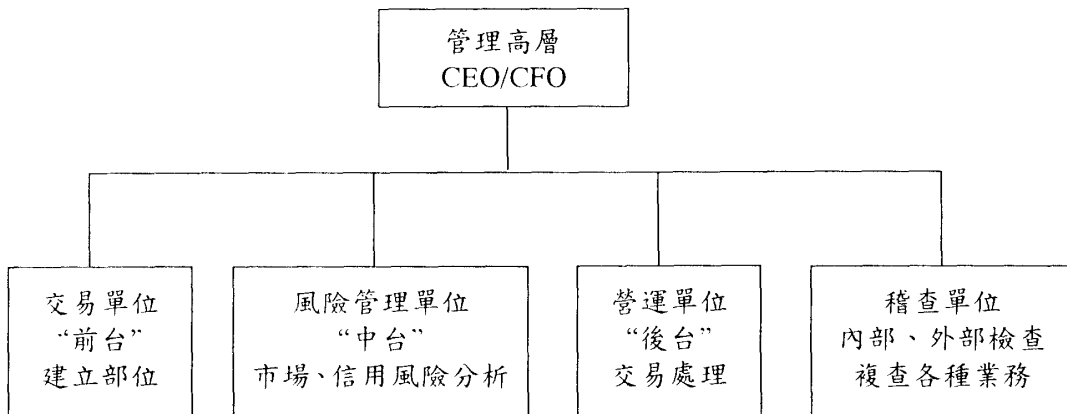 管理高層
CEO/CFO
交易單位
“前台”
建立部位
風險管理單位
“中台”
市場、信用風險分析
營運單位
“後台”
交易處理
稽查單位
內部、外部檢查
複查各種業務